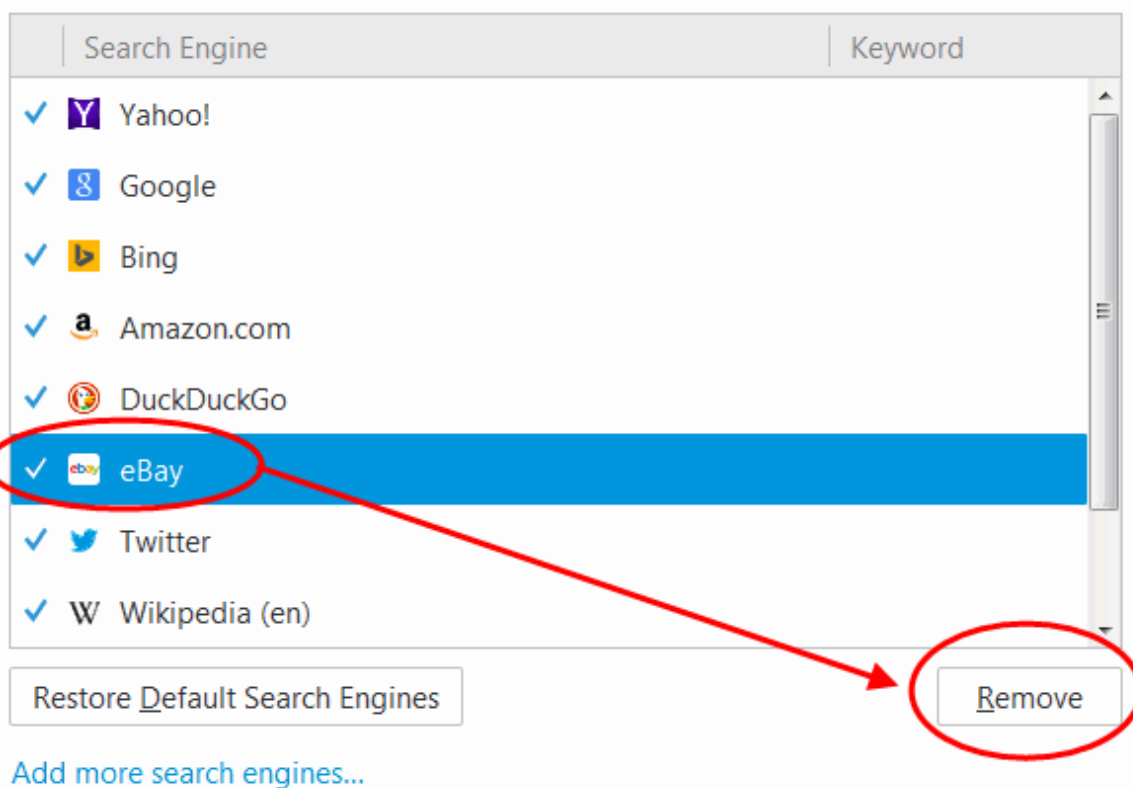 Search Engine Keyword
Yahoo!
Google
Bing
Amazon.com
DuckDuckGo
ebay eBay
Twitter
W Wikipedia (en)
Restore Default Search Engines Remove
Add more search engines...